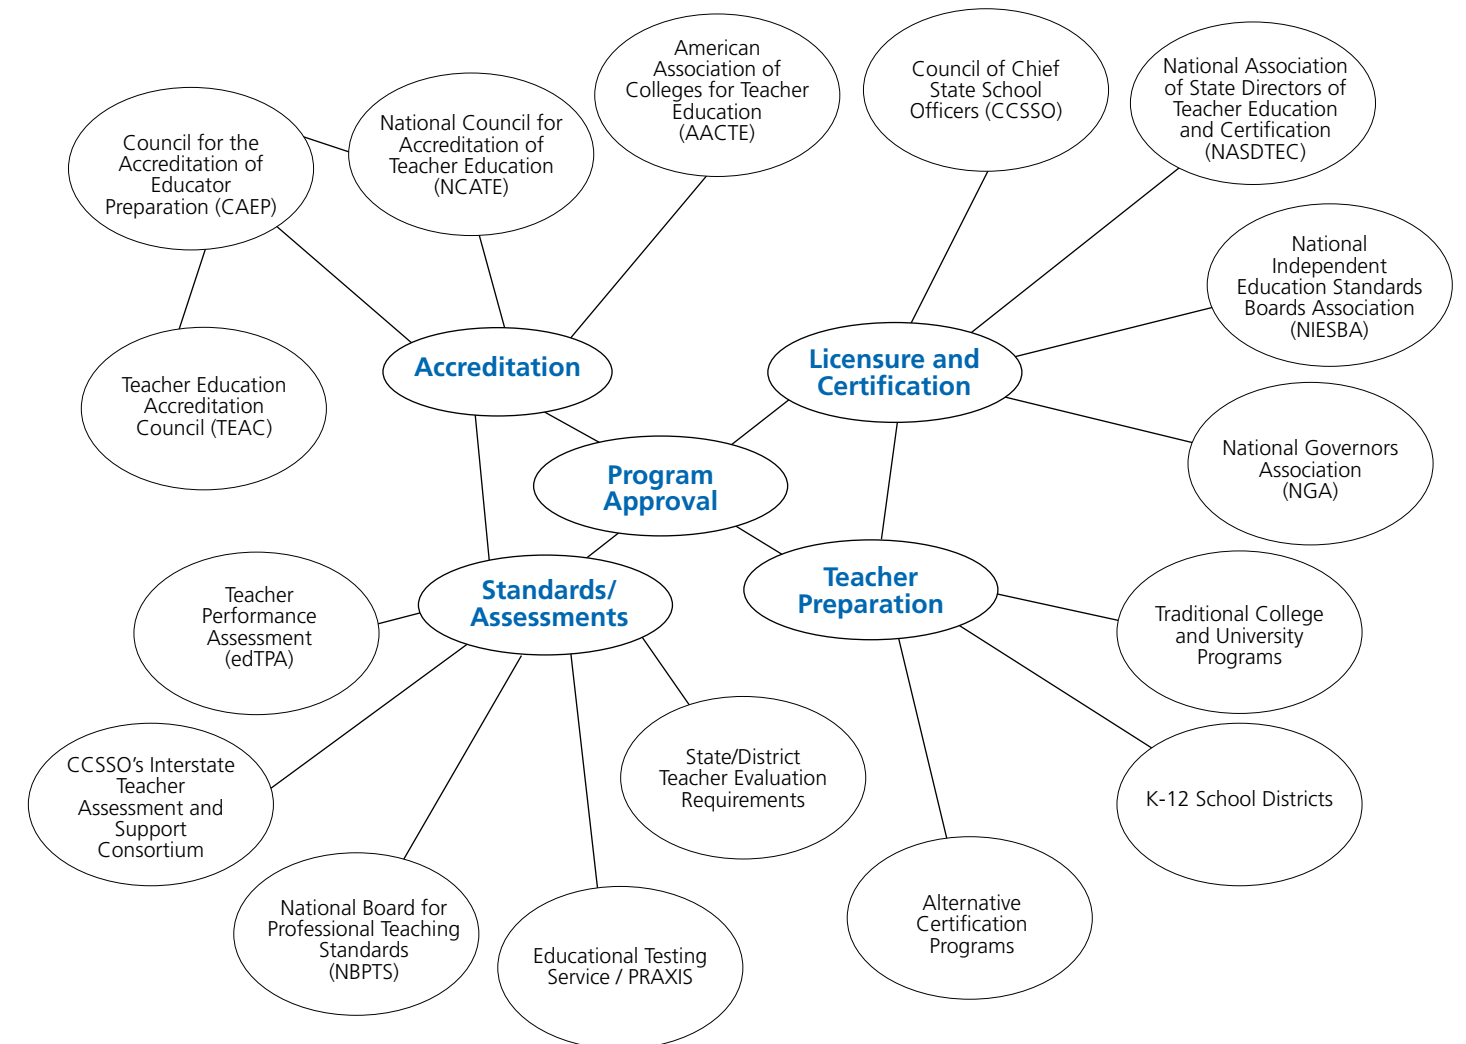 American
Association of
Colleges for Teacher
Education
(AACTE)
Council of Chief
State School
Officers (CCSSO)
National Association
of State Directors of
Teacher Education
and Certification
(NASDTEC)
Council for the
Accreditation of
Educator
Preparation (CAEP)
National Council for
Accreditation of
Teacher Education
(NCATE)
National
Independent
Education Standards
Boards Association
(NIESBA)
Accreditation
Licensure and
Certification
Teacher Education
Accreditation
Council (TEAC)
National Governors
Association
(NGA)
Program
Approval
Standards/
Assessments
Teacher
Preparation
Teacher
Performance
Assessment
(edTPA)
Traditional College
and University
Programs
CCSSO’s Interstate
Teacher
Assessment and
Support
Consortium
State/District
Teacher Evaluation
Requirements
K-12 School Districts
National Board for
Professional Teaching
Standards
(NBPTS)
Educational Testing
Service / PRAXIS
Alternative
Certification
Programs